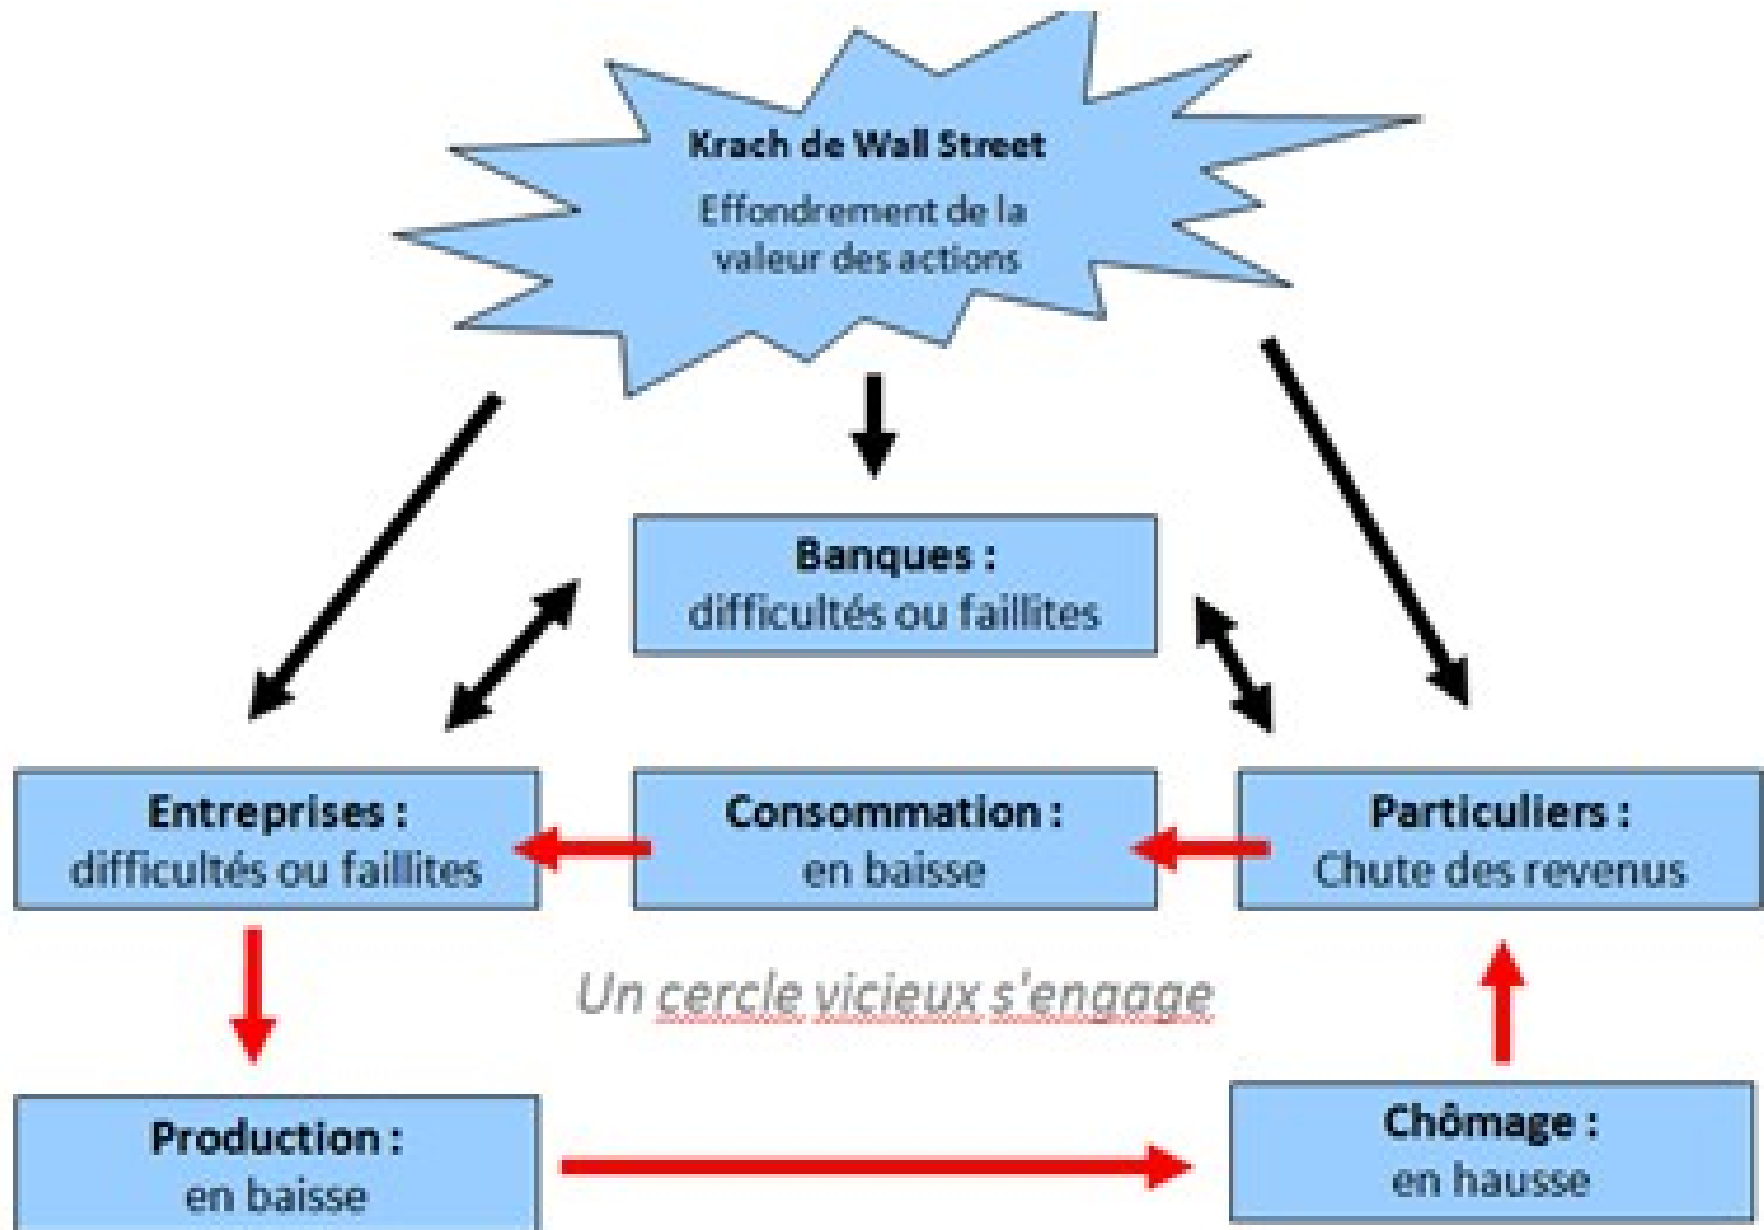 Krach de Wall Street
Effondrement de la
valeur des actions
Banques :
difficultés ou faillites
Entreprises :
difficultés ou faillites
Consommation :
en baisse
Particuliers :
Chute des revenus
Un cercle vicieux s'engage
Production :
en baisse
Chômage :
en hausse